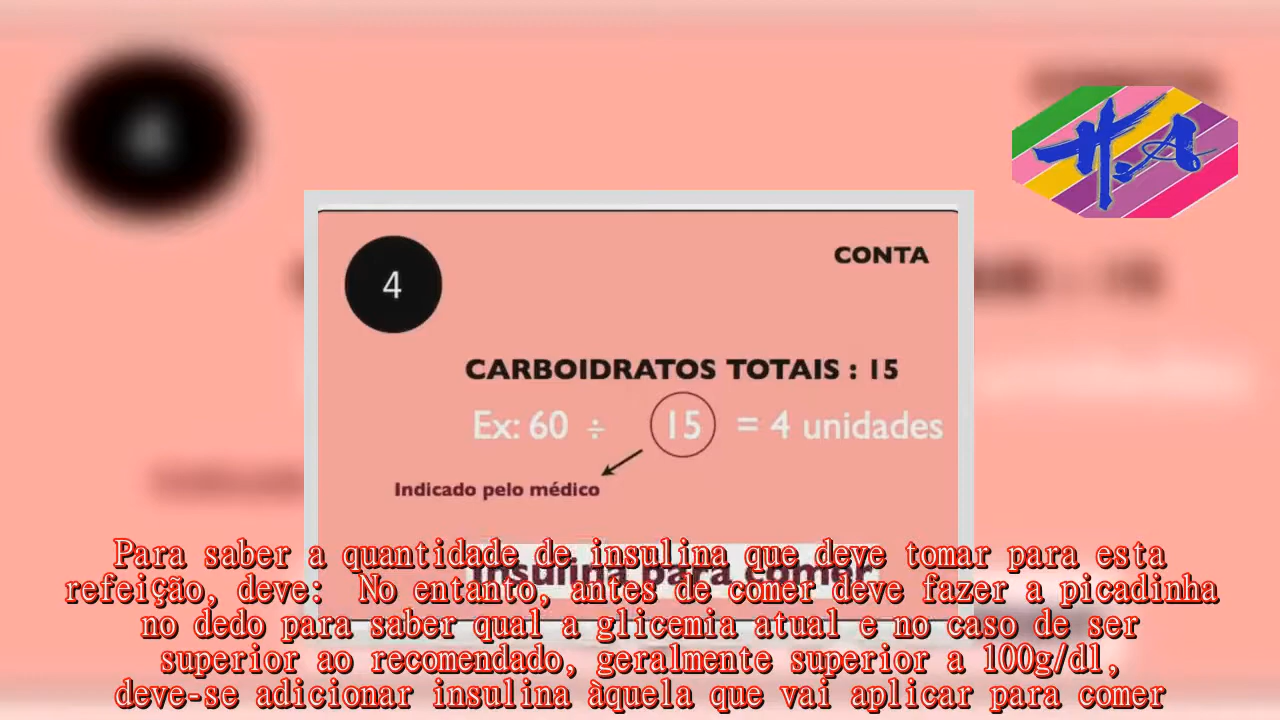 4
CONTA
CARBOIDRATOS TOTAIS : 15
Ex: 60 ÷ 15 = 4 unidades
Indicado pelo médico
Insulina para comer
Para saber a quantidade de insulina que deve tomar para esta
refeição, deve: No entanto, antes de comer deve fazer a picadinha
no dedo para saber qual a glicemia atual e no caso de ser
superior ao recomendado, geralmente superior a 100g/dl,
deve-se adicionar insulina àquela que vai aplicar para comer